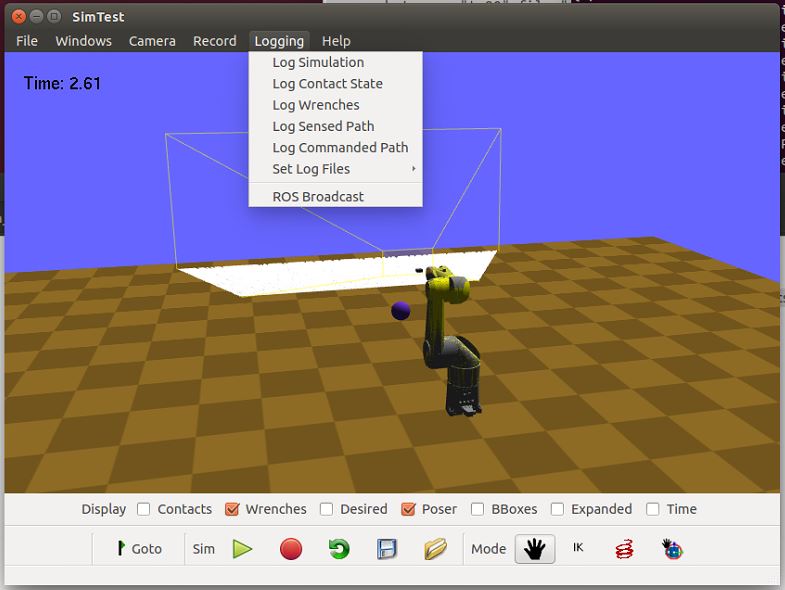 SimTest
File Windows Camera Record Logging Help
Log Simulation
Time: 2.61
Log Contact State
Log Wrenches
Log Sensed Path
Log Commanded Path
Set Log Files
ROS Broadcast
Display Contacts Wrenches Desired Poser BBoxes Expanded Time
Goto Sim Mode IK